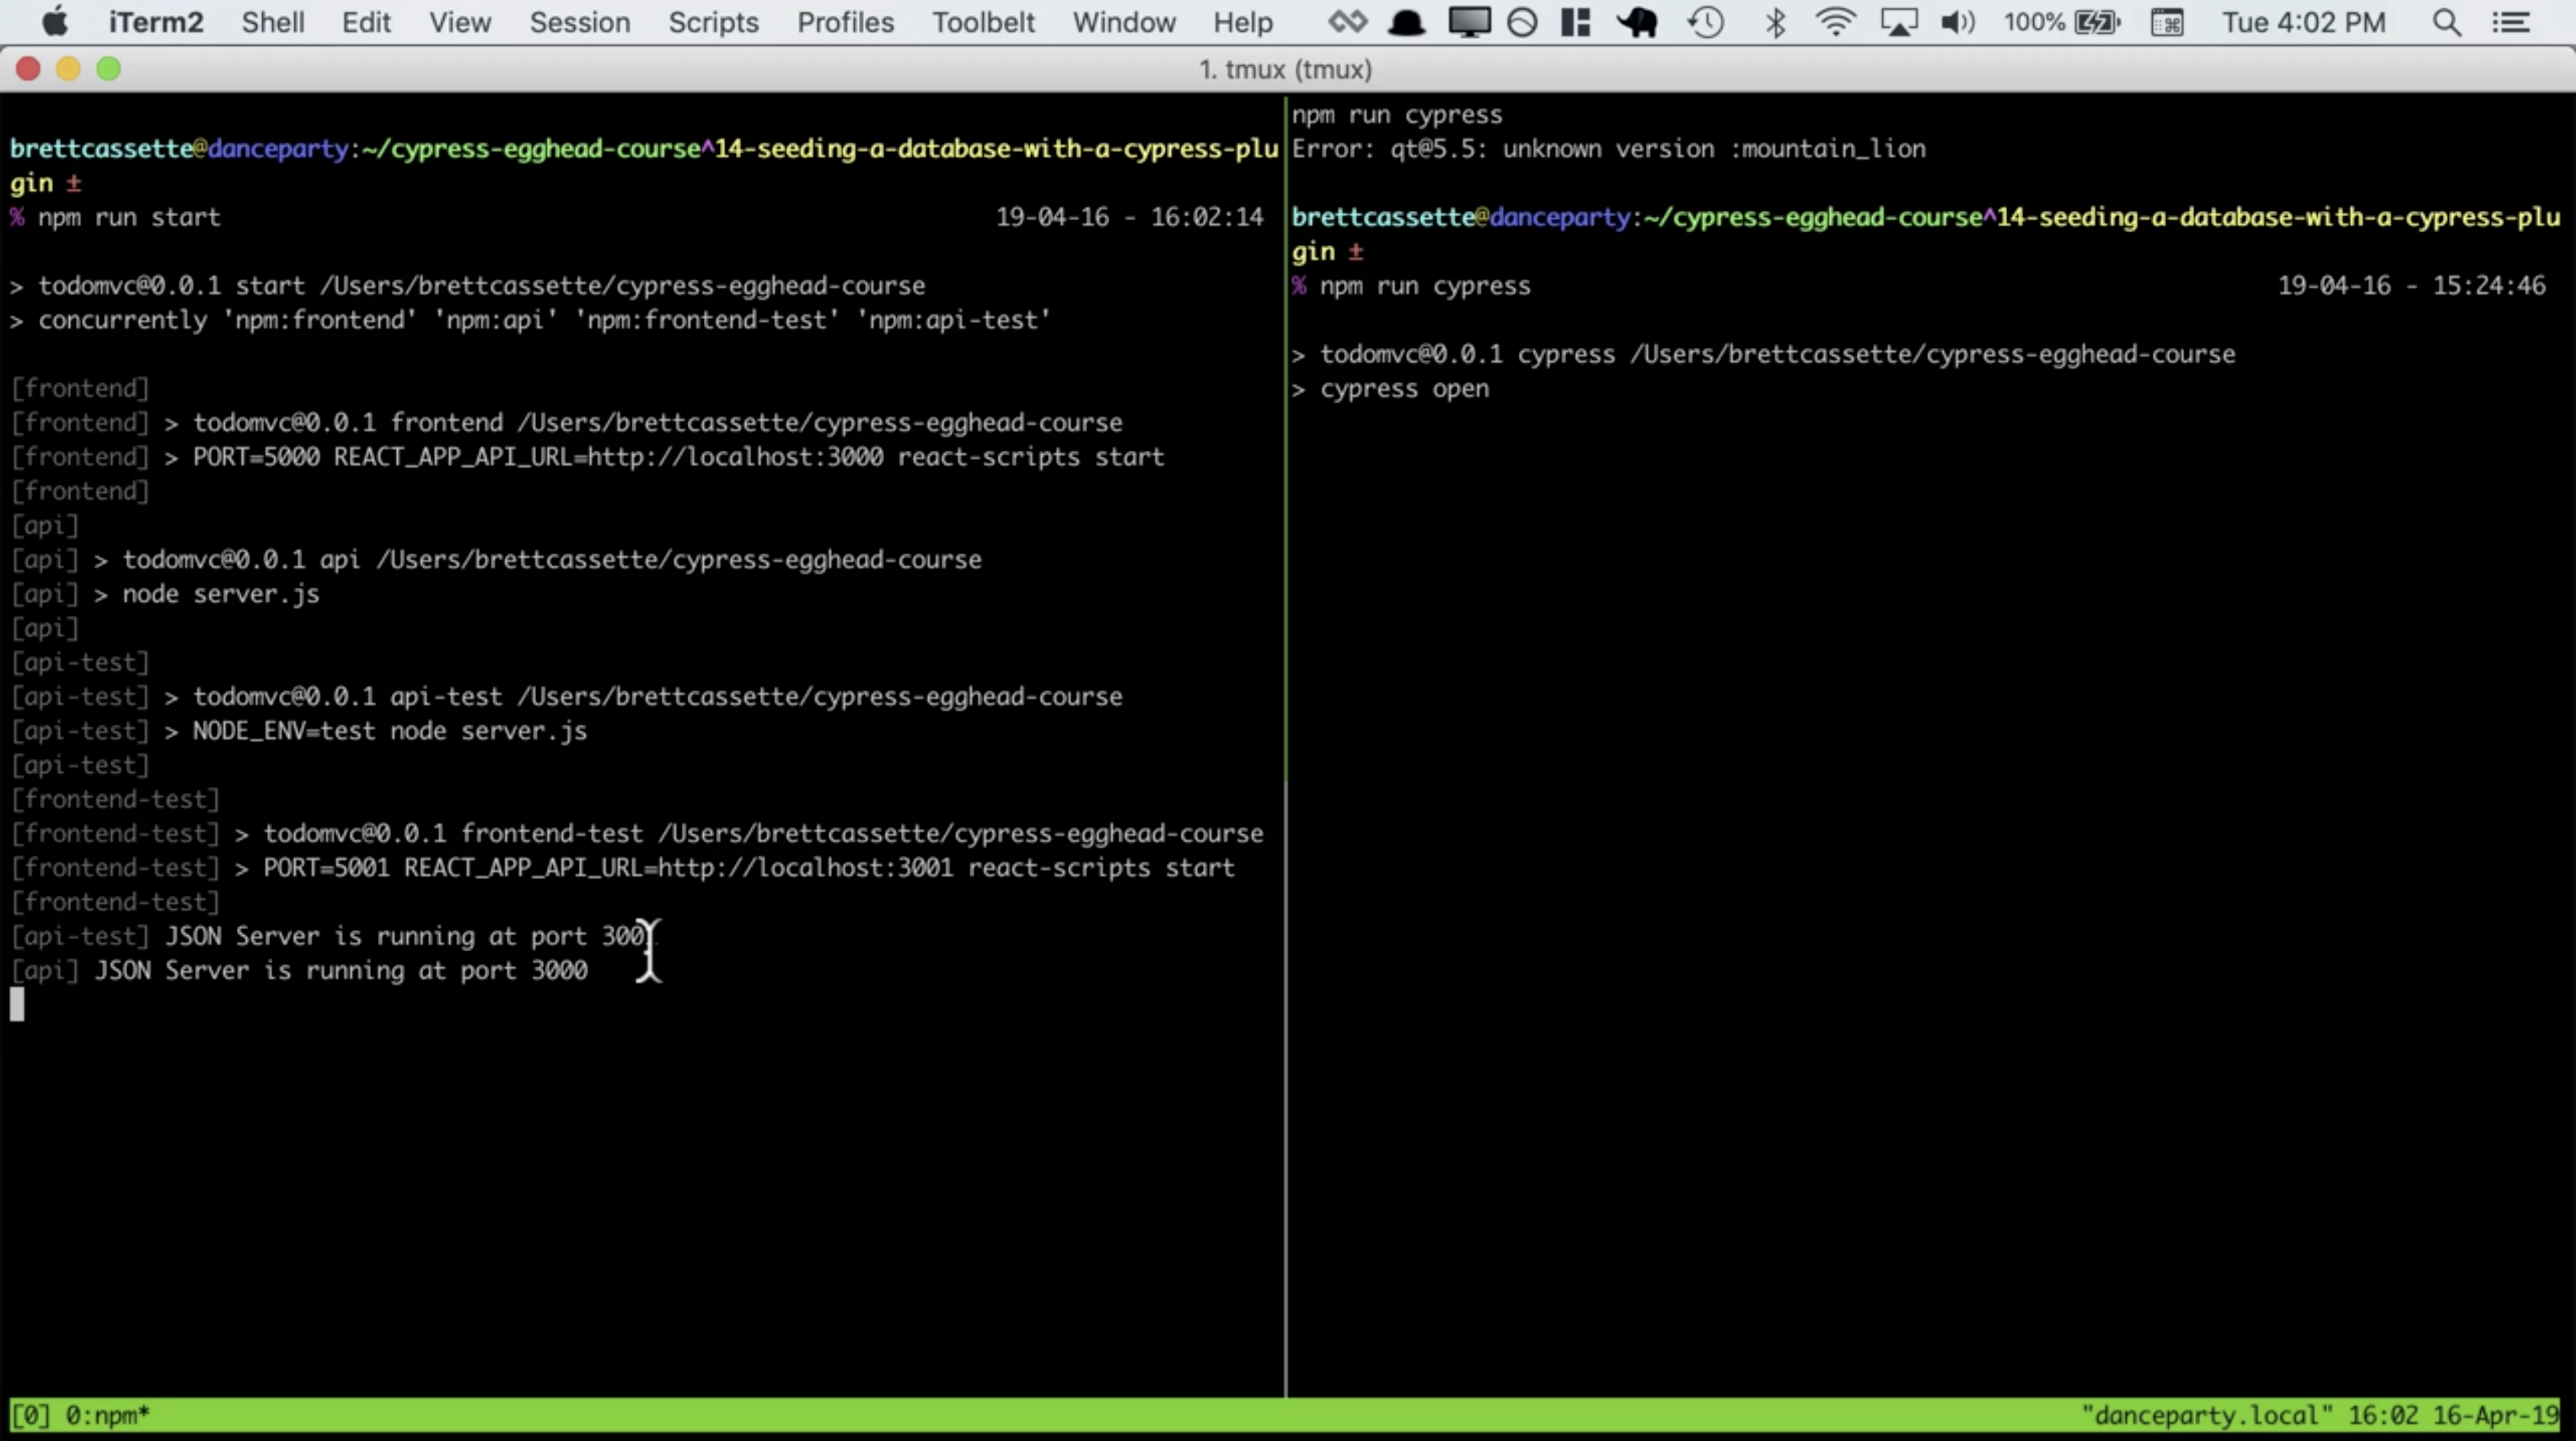 iTerm2 Shell Edit View Session Scripts Profiles Toolbelt Window Help 100% Tue 4:02 PM
1. tmux (tmux)
brettcassette@danceparty:~/cypress-egghead-course^14-seeding-a-database-with-a-cypress-plu
gin ±
% npm run start 19-04-16 - 16:02:14
> todomvc@0.0.1 start /Users/brettcassette/cypress-egghead-course
> concurrently 'npm:frontend' 'npm:api' 'npm:frontend-test' 'npm:api-test'
[frontend]
[frontend] > todomvc@0.0.1 frontend /Users/brettcassette/cypress-egghead-course
[frontend] > PORT=5000 REACT_APP_API_URL=http://localhost:3000 react-scripts start
[frontend]
[api]
[api] > todomvc@0.0.1 api /Users/brettcassette/cypress-egghead-course
[api] > node server.js
[api]
[api-test]
[api-test] > todomvc@0.0.1 api-test /Users/brettcassette/cypress-egghead-course
[api-test] > NODE_ENV=test node server.js
[api-test]
[frontend-test]
[frontend-test] > todomvc@0.0.1 frontend-test /Users/brettcassette/cypress-egghead-course
[frontend-test] > PORT=5001 REACT_APP_API_URL=http://localhost:3001 react-scripts start
[frontend-test]
[api-test] JSON Server is running at port
[api] JSON Server is running at port 3000
npm run cypress
Error: qt@5.5: unknown version :mountain_lion
brettcassette@danceparty:~/cypress-egghead-course^14-seeding-a-database-with-a-cypress-plu
gin ±
% npm run cypress 19-04-16 - 15:24:46
> todomvc@0.0.1 cypress /Users/brettcassette/cypress-egghead-course
> cypress open
[0] 0:npm* "danceparty.local" 16:02 16-Apr-19